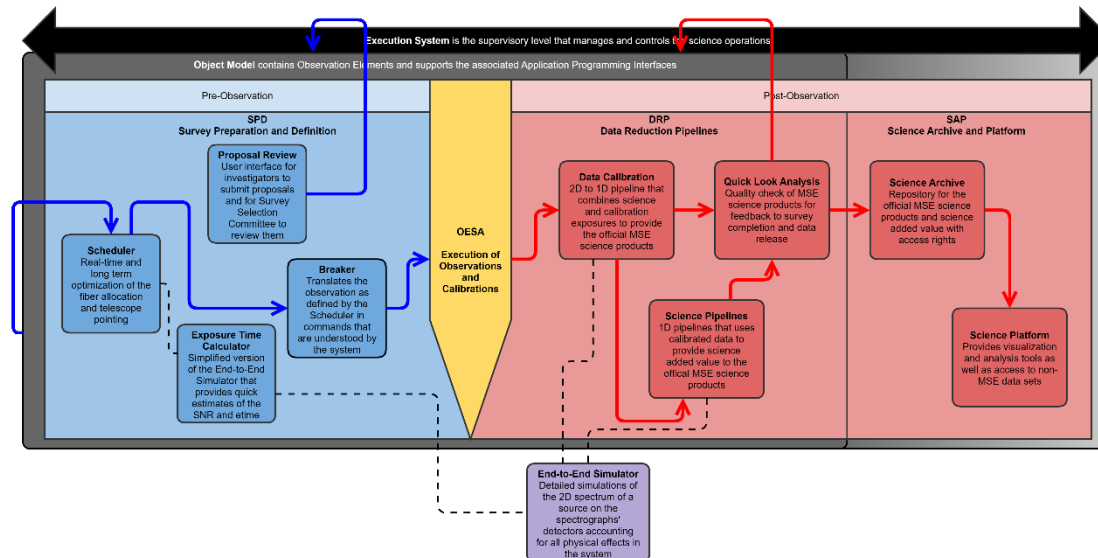 Execution System is the supervisory level that manages and controls the science operations
Object Model contains Observation Elements and supports the associated Application Programming Interfaces
Pre-Observation
Post-Observation
SPD
Survey Preparation and Definition
DRP
Data Reduction Pipelines
SAP
Science Archive and Platform
Proposal Review
User interface for
investigators to
submit proposals
and for Survey
Selection
Committee to
review them
Scheduler
Real-time and
long term
optimization of the
fiber allocation
and telescope
pointing
Breaker
Translates the
observation as
defined by the
Scheduler in
commands that
are understood by
the system
Exposure Time
Calculator
Simplified version
of the End-to-End
Simulator that
provides quick
estimates of the
SNR and etime
OESA
Execution of
Observations
and
Calibrations
Data Calibration
2D to 1D pipeline that
combines science
and calibration
exposures to provide
the official MSE
science products
Quick Look Analysis
Quality check of MSE
science products for
feedback to survey
completion and data
release
Science Pipelines
1D pipelines that uses
calibrated data to
provide science
added value to the
offical MSE science
products
Science Archive
Repository for the
official MSE science
products and science
added value with
access rights
Science Platform
Provides visualization
and analysis tools as
well as access to non-
MSE data sets
End-to-End Simulator
Detailed simulations of
the 2D spectrum of a
source on the
spectrographs'
detectors accounting
for all physical effects in
the system